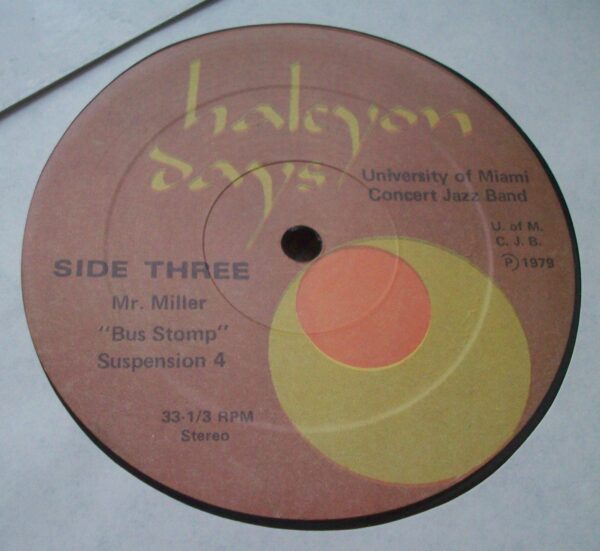 halcyon
days
University of Miami
Concert Jazz Band
U. of M.
C. J. B.
Ⓟ1979
SIDE THREE
Mr. Miller
"Bus Stomp"
Suspension 4
33-1/3 RPM
Stereo